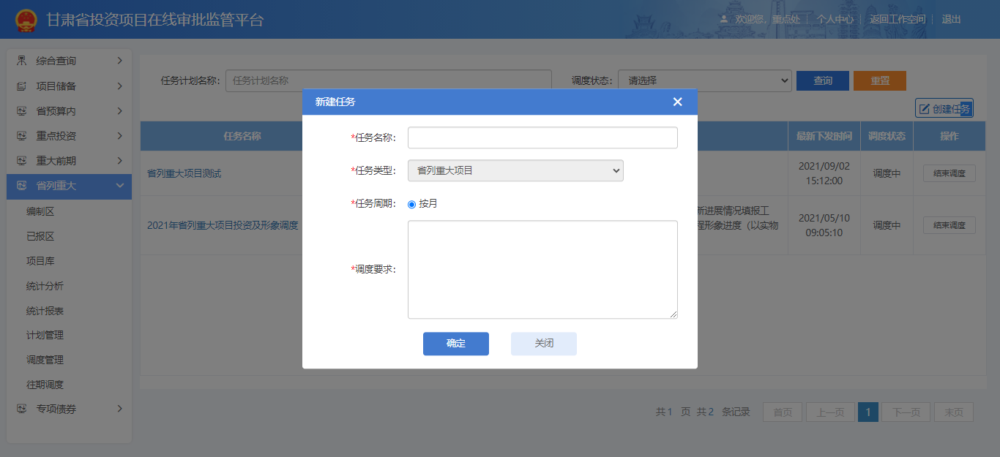 甘肃省投资项目在线审批监管平台
欢迎您，重点处 个人中心 返回工作空间 退出
综合查询
项目储备
省预算内
重点投资
重大前期
省列重大
编制区
已报区
项目库
统计分析
统计报表
计划管理
调度管理
往期调度
专项债券
任务计划名称： 任务计划名称 调度状态： 请选择 查询 重置
创建任务
任务名称 最新下发时间 调度状态 操作
省列重大项目测试 2021/09/02 15:12:00 调度中 结束调度
2021年省列重大项目投资及形象调度 新进展情况填报工 程形象进度（以实物 2021/05/10 09:05:10 调度中 结束调度
新建任务
*任务名称：
*任务类型： 省列重大项目
*任务周期： 按月
*调度要求：
确定 关闭
共1 页 共2 条记录 首页 上一页 1 下一页 末页